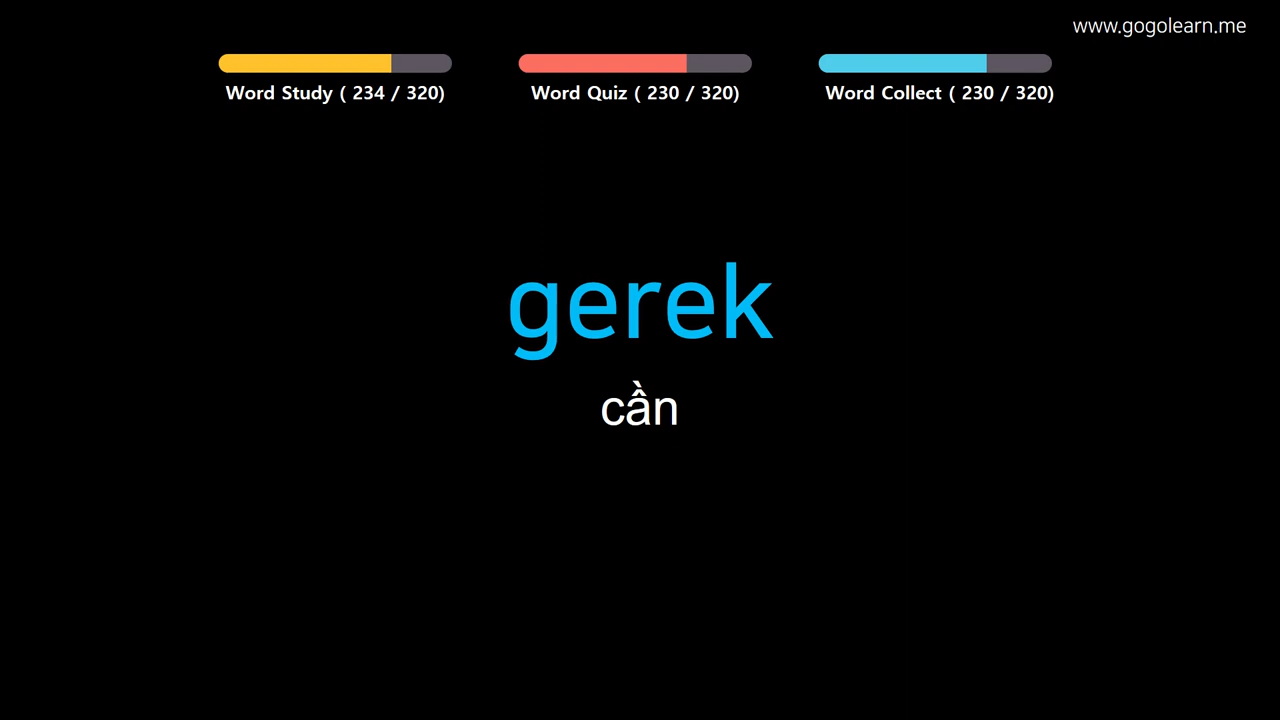 www.gogolearn.me
Word Study ( 234 / 320)
Word Quiz ( 230 / 320)
Word Collect ( 230 / 320)
gerek
cần